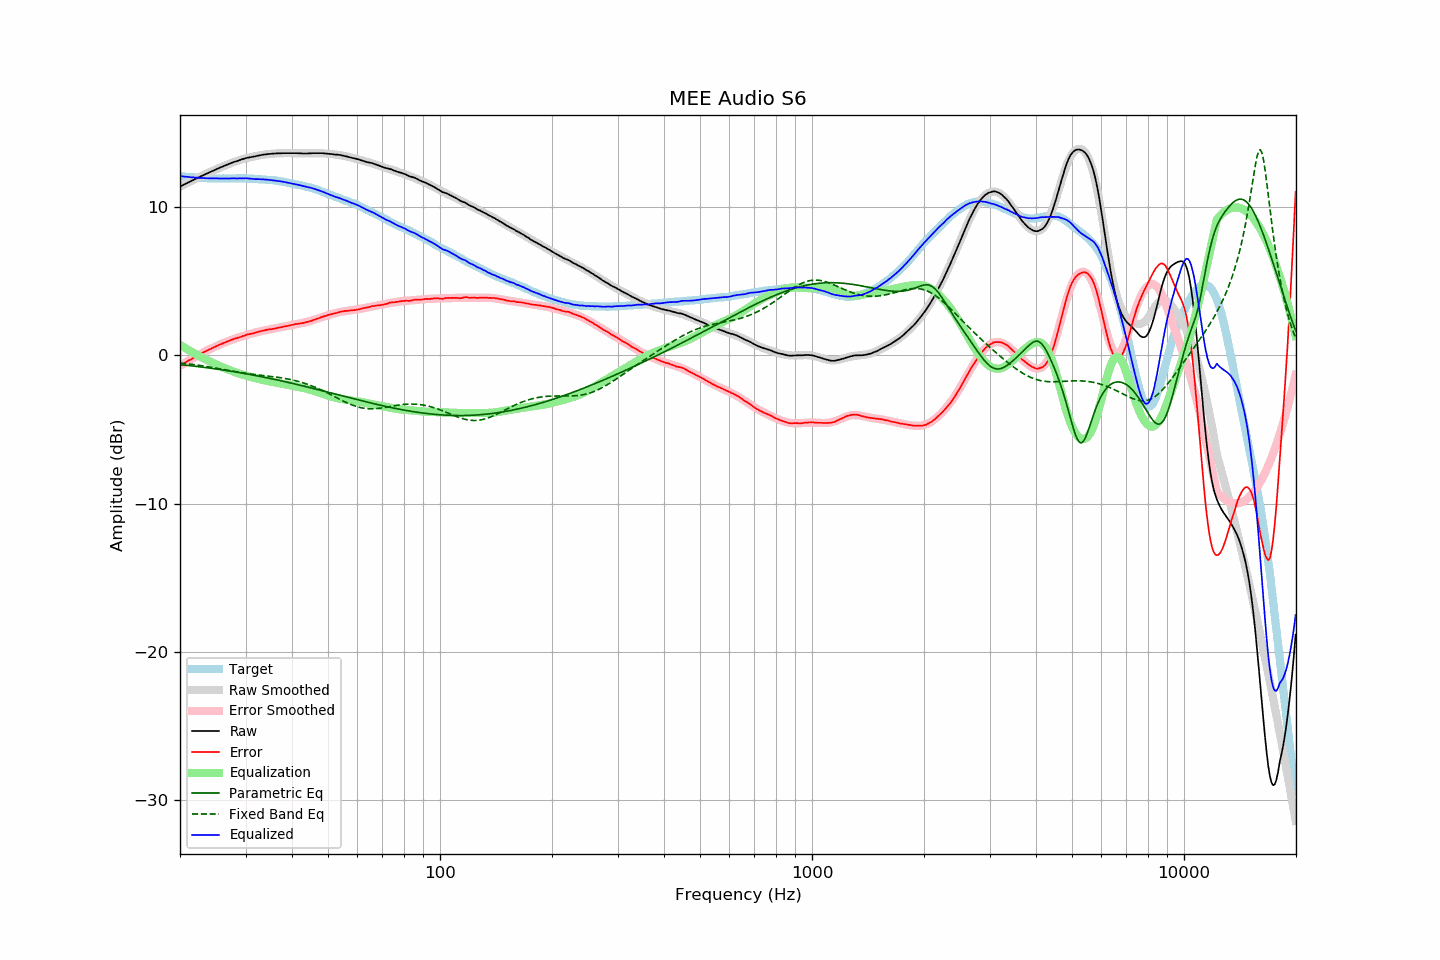 MEE Audio S6
10
0
−10
−20
−30
Amplitude (dBr)
Target
Raw Smoothed
Error Smoothed
Raw
Error
Equalization
Parametric Eq
Fixed Band Eq
Equalized
100
1000
10000
Frequency (Hz)